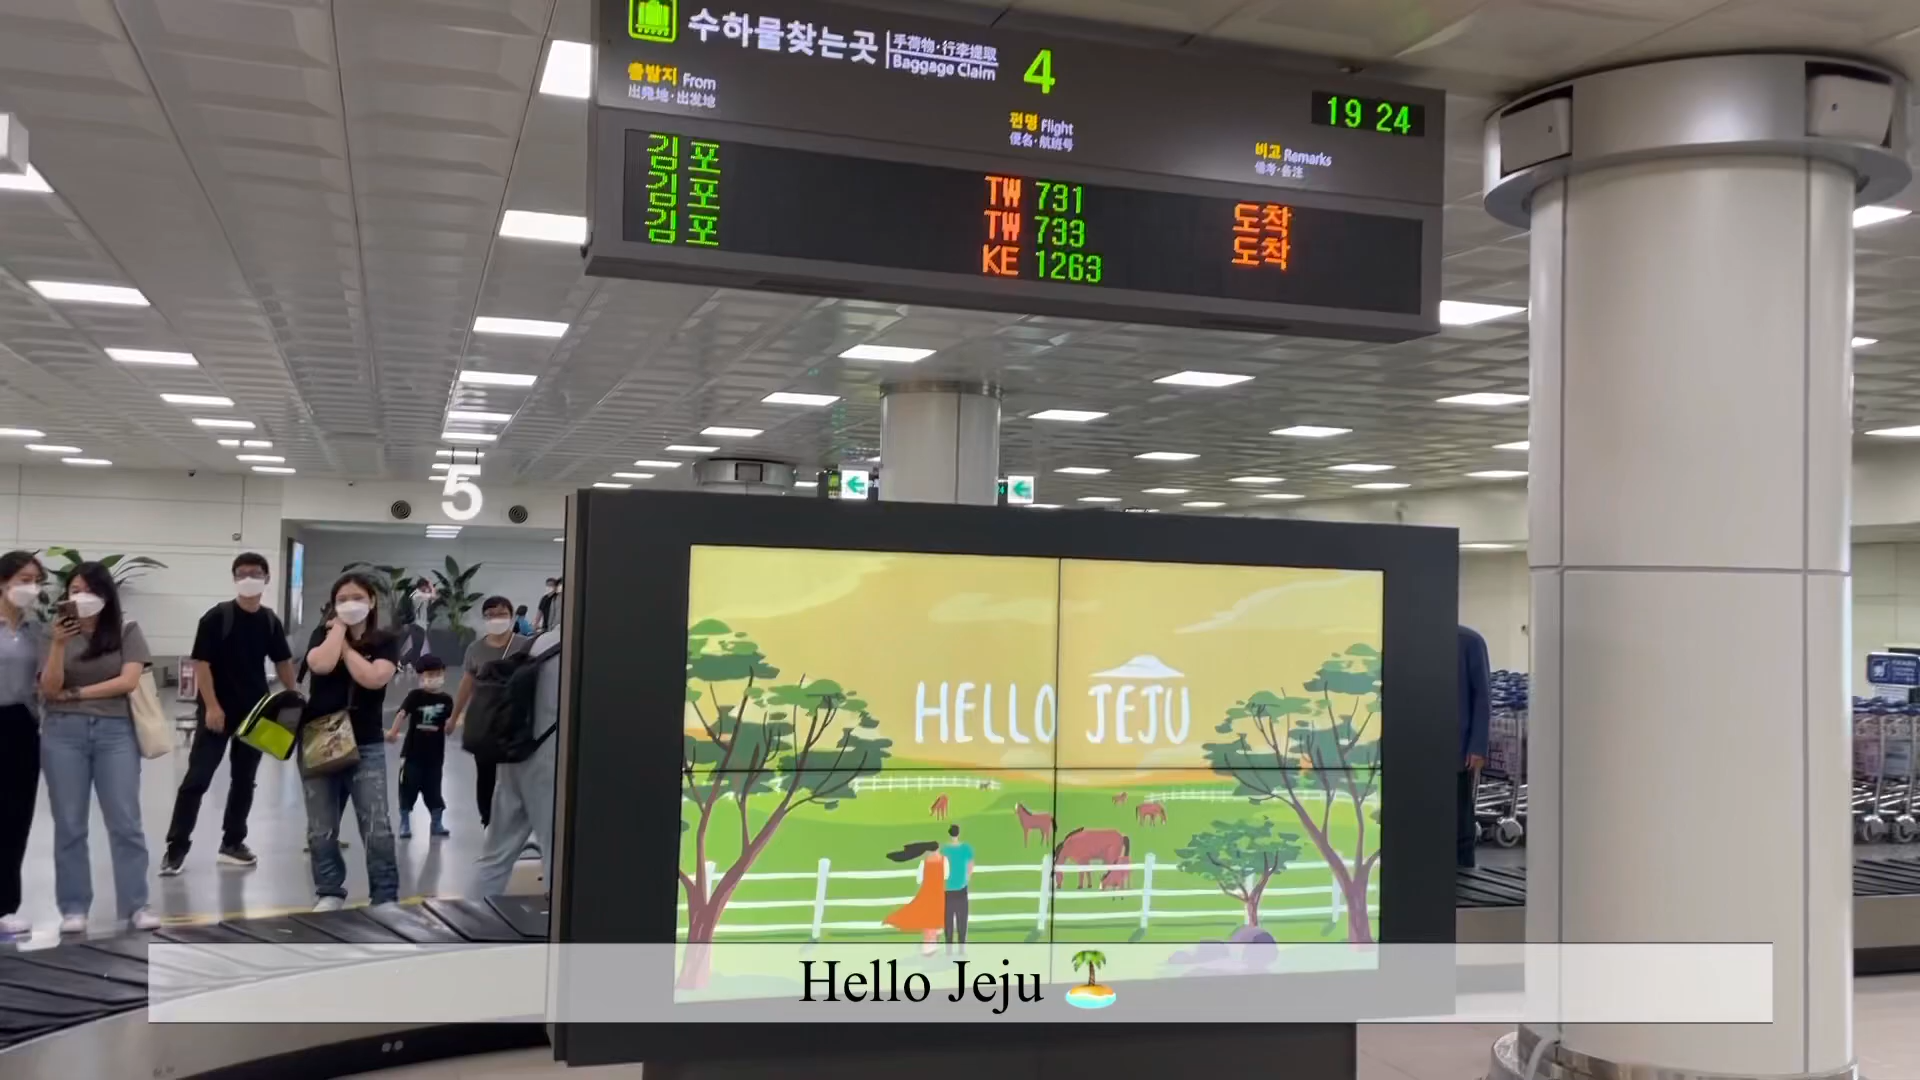 수하물찾는곳
手荷物·行李提取
Baggage Claim
4
출발지 From
出発地·出发地
편명 Flight
便名·航班号
19 24
비고 Remarks
備考·备注
김포 TW 731 도착
김포 TW 733 도착
김포 KE 1263
5
HELLO JEJU
Hello Jeju 🏝️